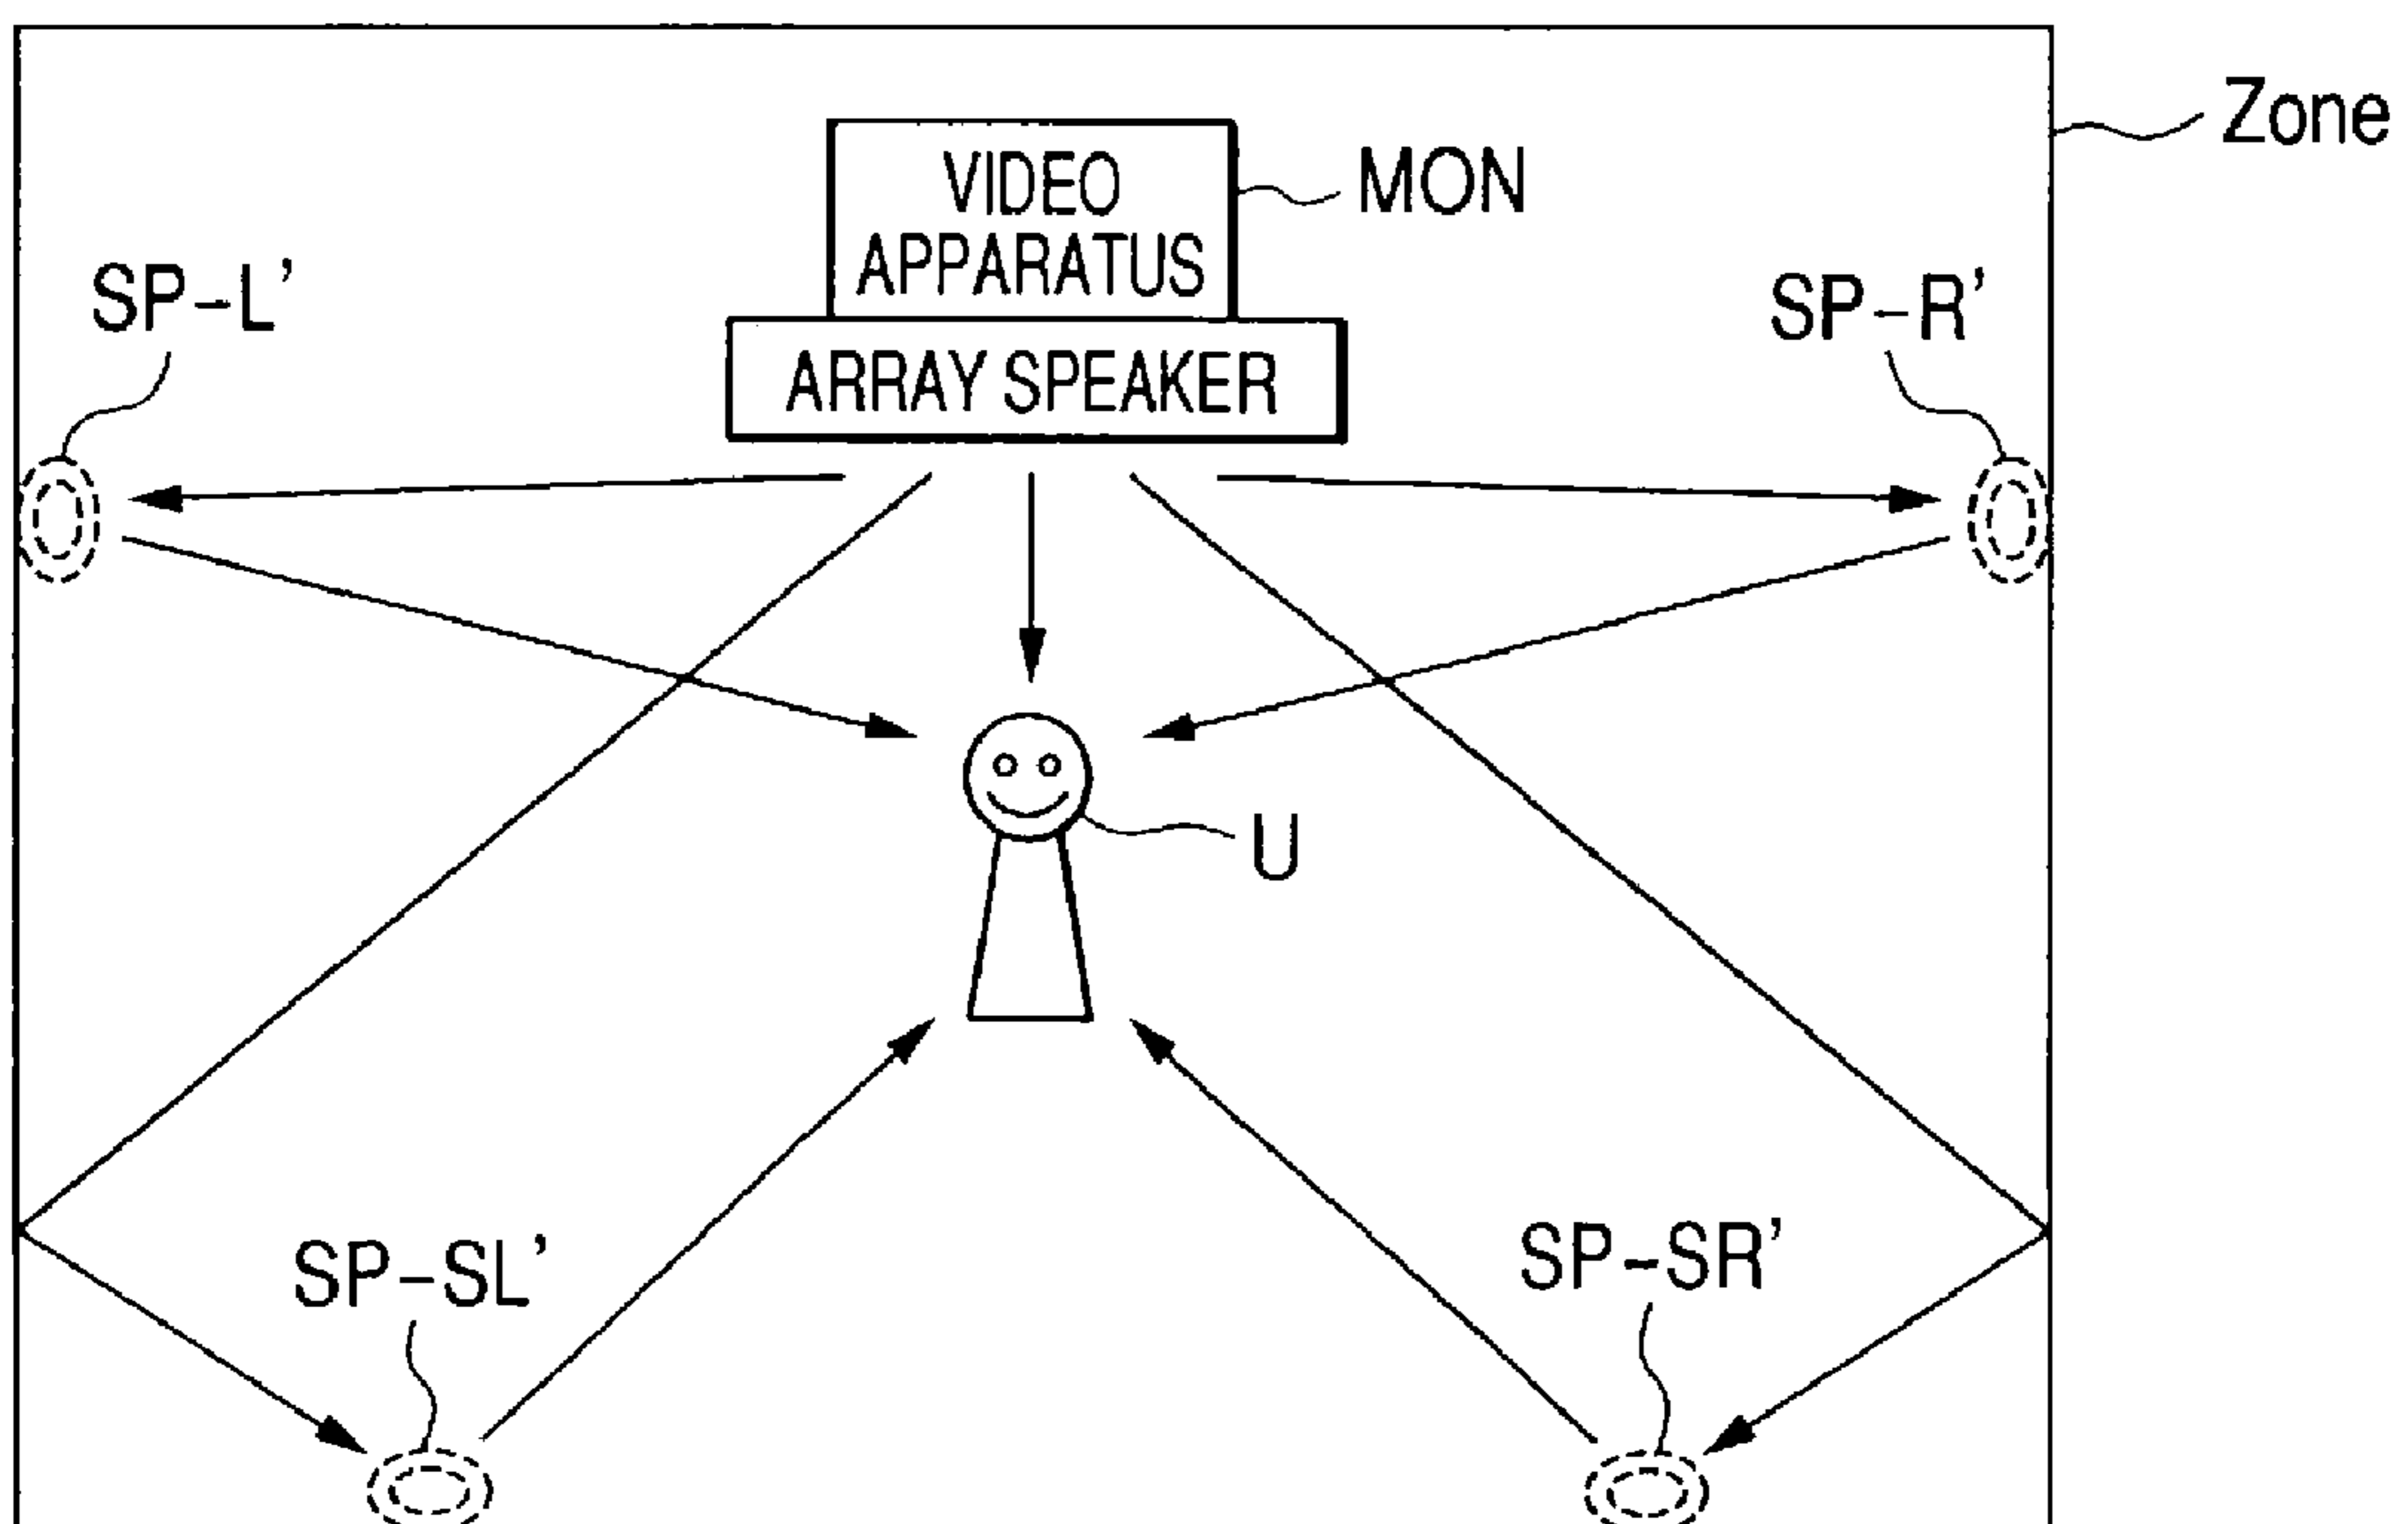 Zone
VIDEO
APPARATUS
MON
SP-L'
SP-R'
ARRAY SPEAKER
U
SP-SL'
SP-SR'